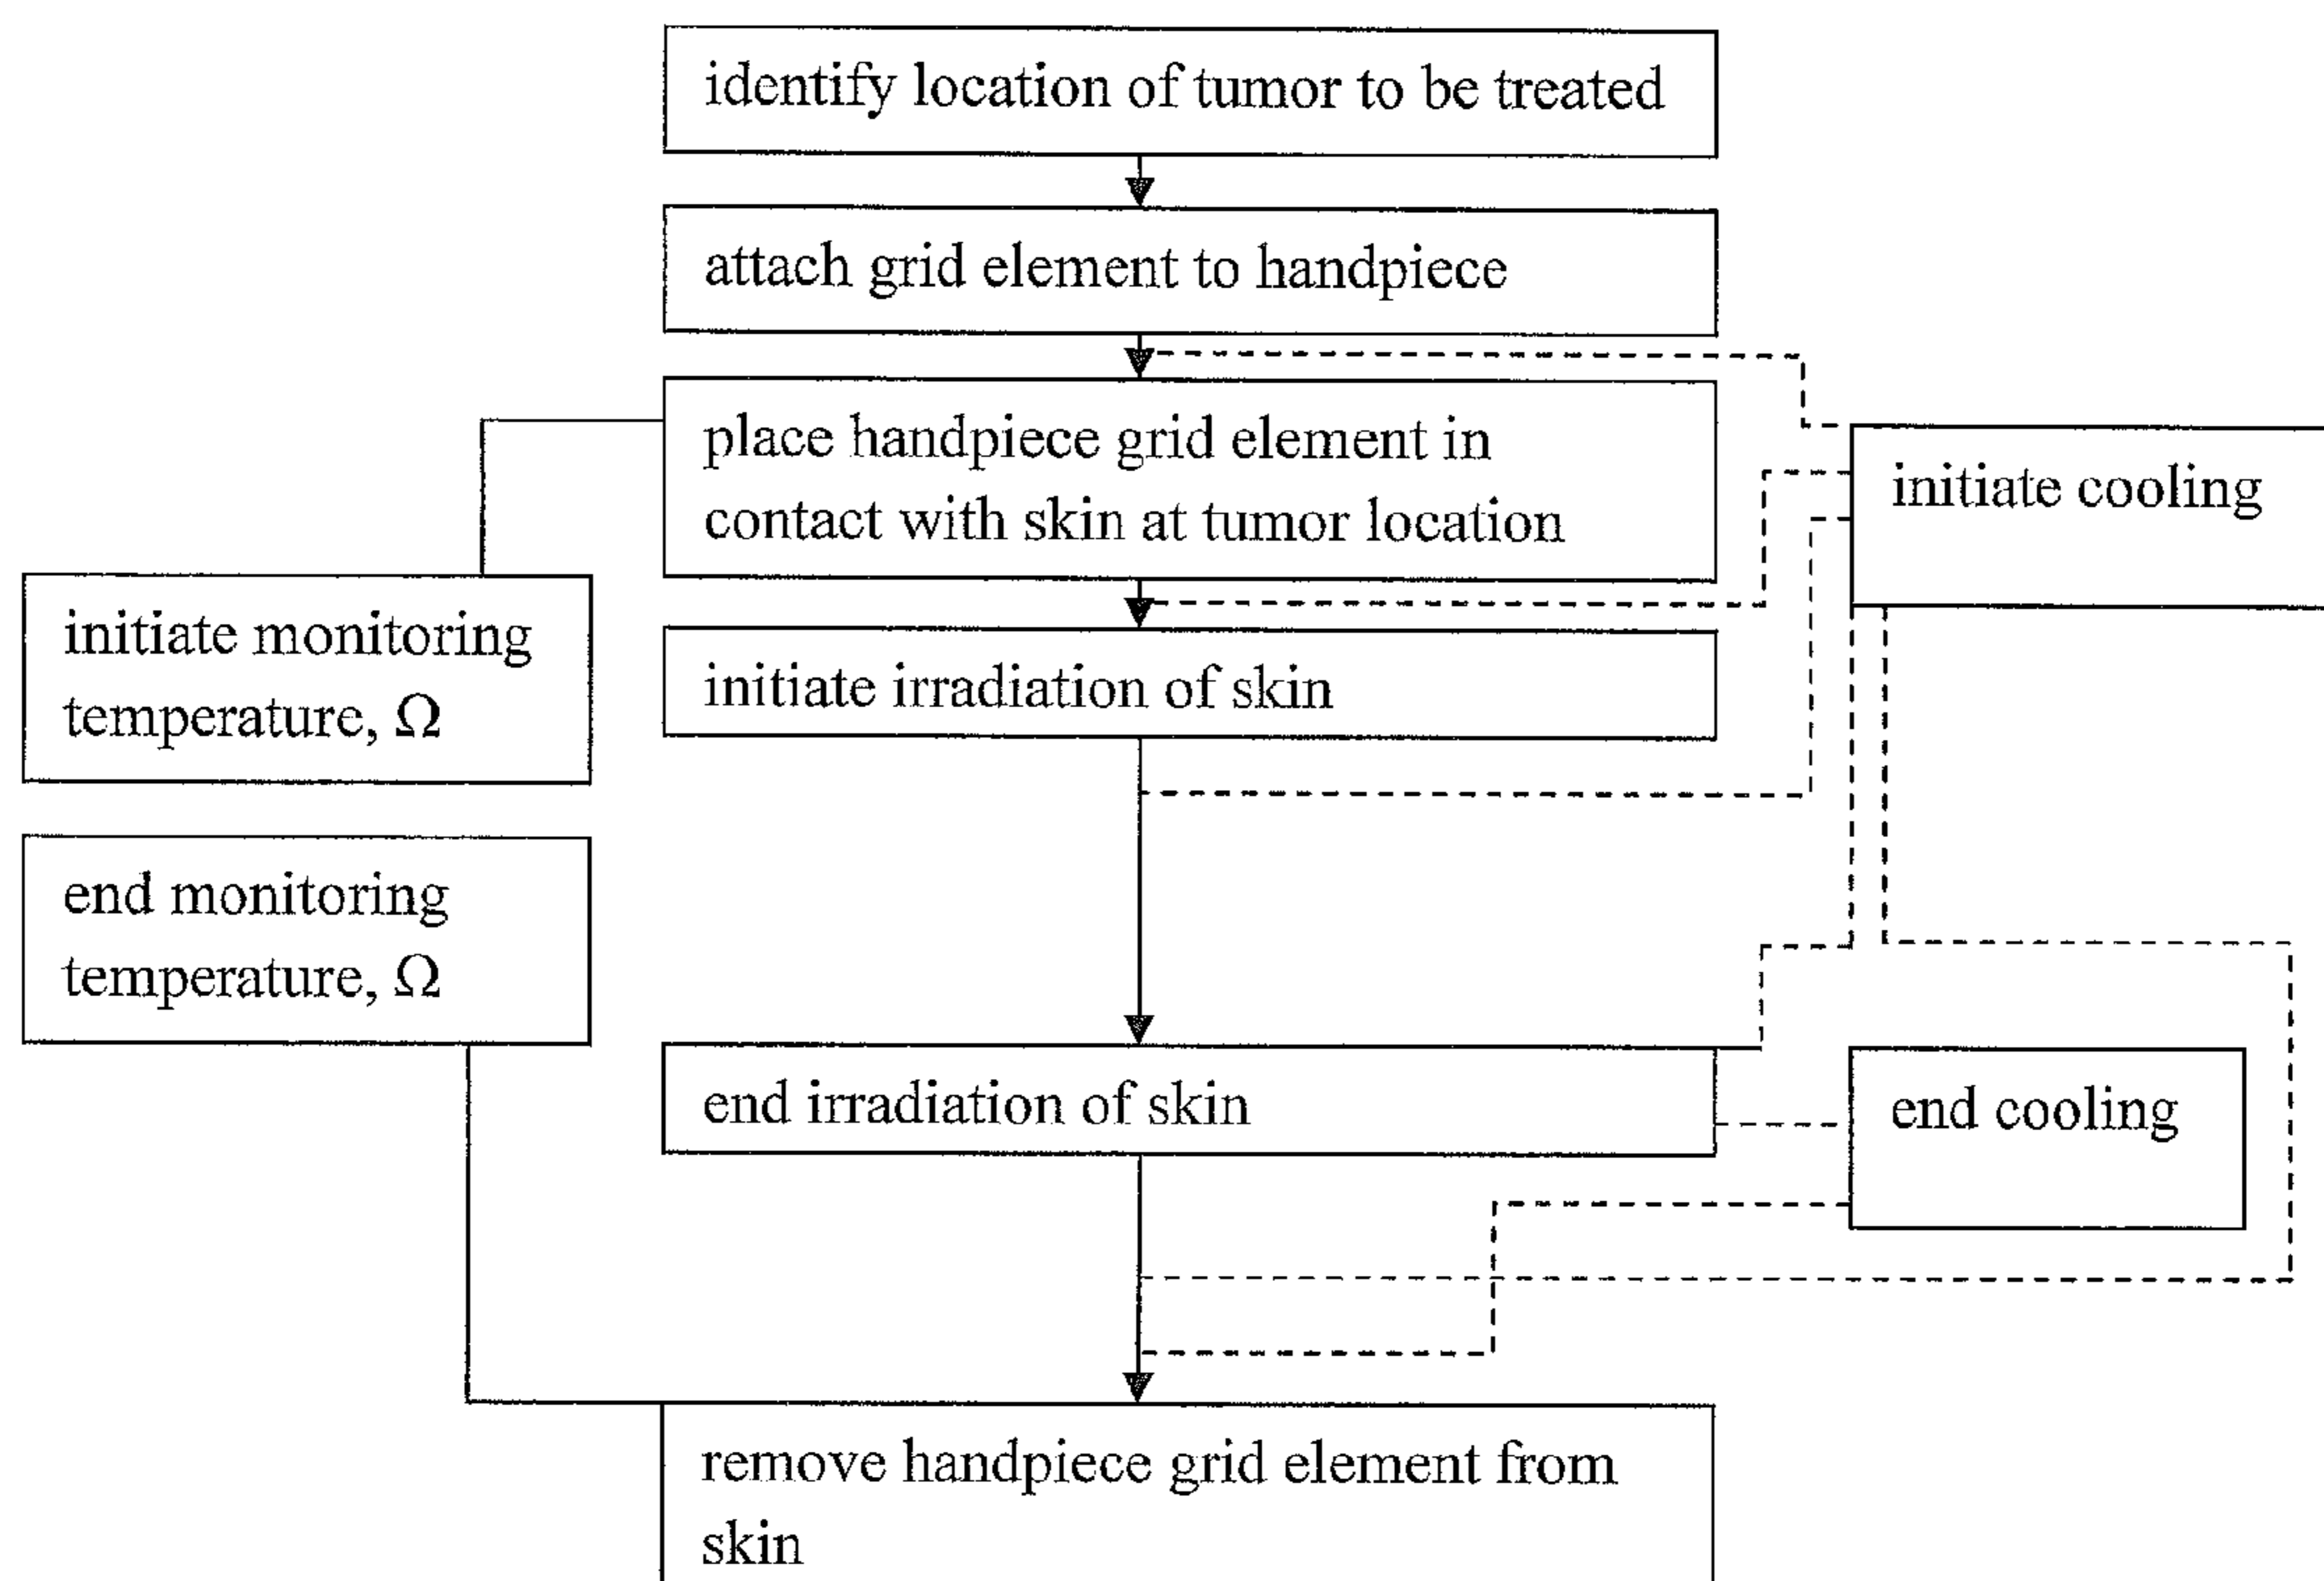 identify location of tumor to be treated
attach grid element to handpiece
place handpiece grid element in
contact with skin at tumor location
initiate cooling
initiate monitoring
temperature, Ω
initiate irradiation of skin
end monitoring
temperature, Ω
end irradiation of skin
end cooling
remove handpiece grid element from
skin